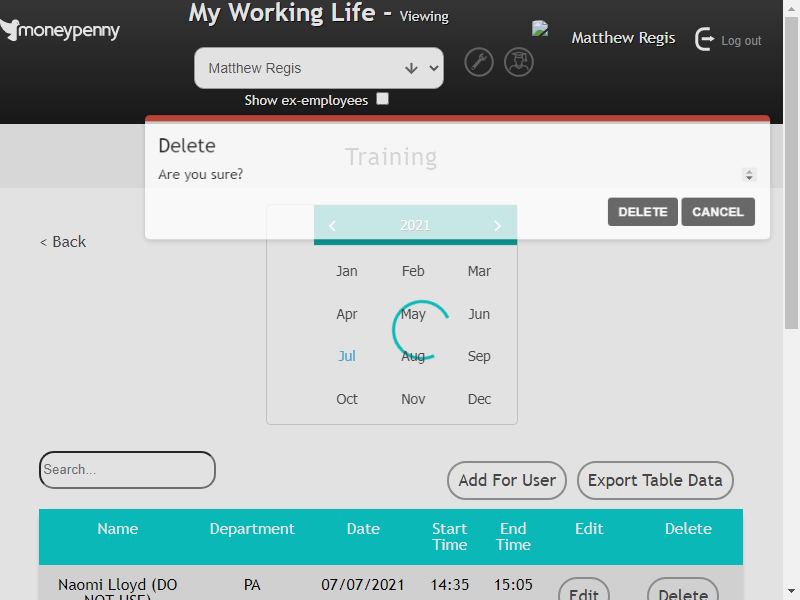 moneypenny
My Working Life - Viewing
Matthew Regis
Matthew Regis
Log out
Show ex-employees
Delete
Training
Are you sure?
DELETE CANCEL
< Back
2021
Jan Feb Mar
Apr May Jun
Jul Aug Sep
Oct Nov Dec
Search...
Add For User Export Table Data
Name Department Date Start Time End Time Edit Delete
Naomi Lloyd (DO NOT USE) PA 07/07/2021 14:35 15:05 Edit Delete